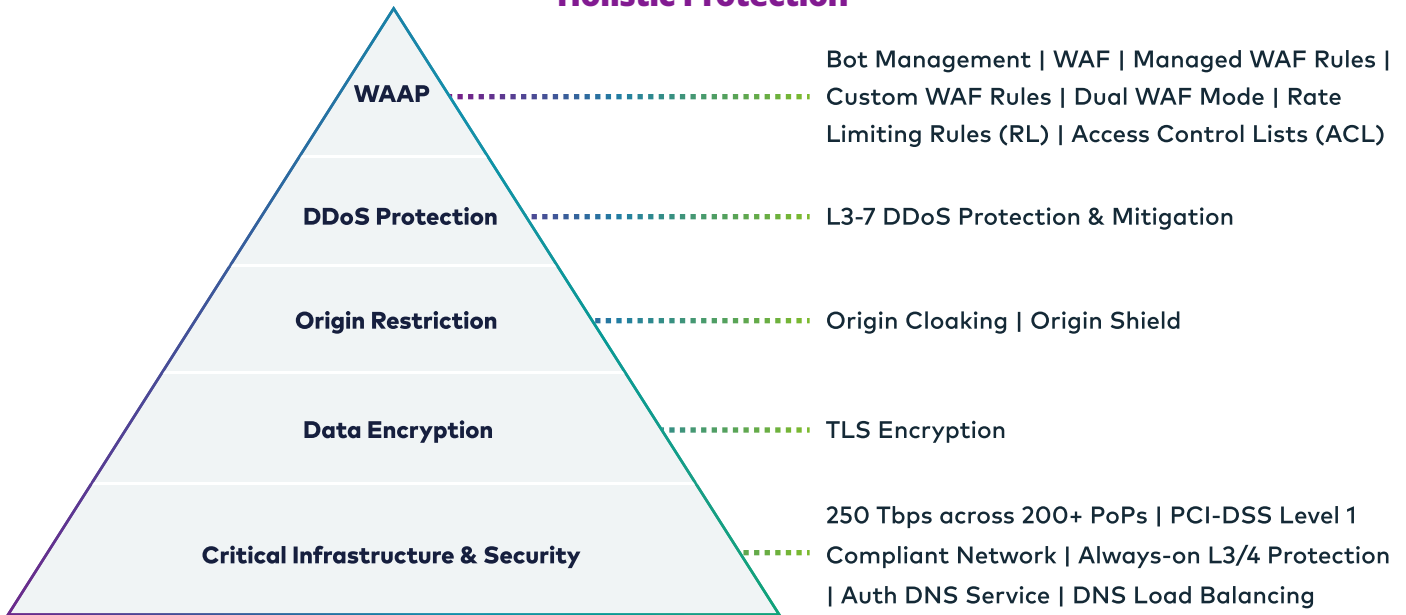 Holistic Protection
WAAP
Bot Management | WAF | Managed WAF Rules |
Custom WAF Rules | Dual WAF Mode | Rate
Limiting Rules (RL) | Access Control Lists (ACL)
DDoS Protection
L3-7 DDoS Protection & Mitigation
Origin Restriction
Origin Cloaking | Origin Shield
Data Encryption
TLS Encryption
Critical Infrastructure & Security
250 Tbps across 200+ PoPs | PCI-DSS Level 1
Compliant Network | Always-on L3/4 Protection
| Auth DNS Service | DNS Load Balancing